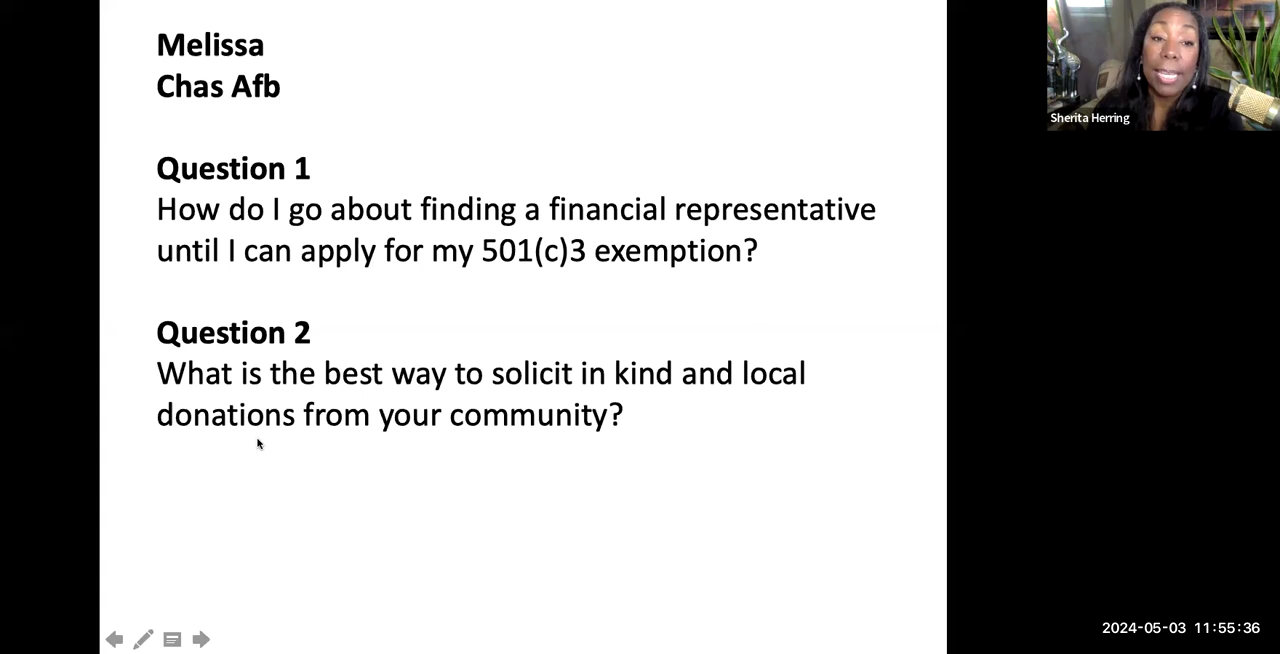 Melissa
Chas Afb
Question 1
How do I go about finding a financial representative
until I can apply for my 501(c)3 exemption?
Question 2
What is the best way to solicit in kind and local
donations from your community?
Sherita Herring
2024-05-03 11:55:36